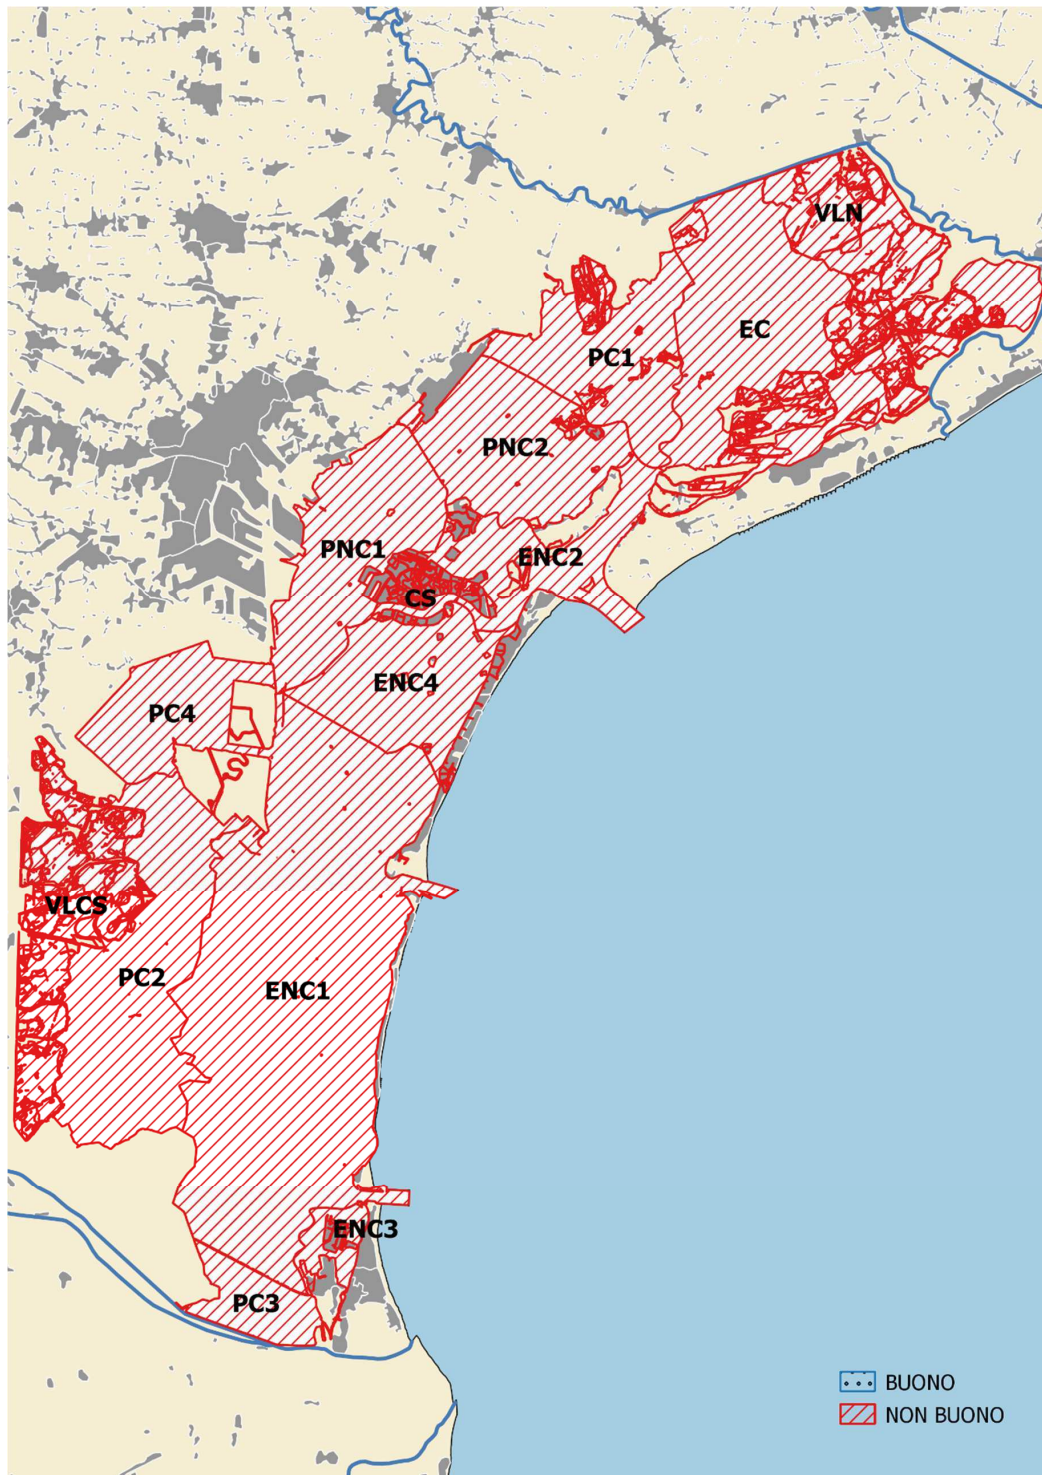 VLN
EC
PC1
PNC2
PNC1
ENC2
CS
ENC4
PC4
VLCS
PC2
ENC1
ENC3
PC3
BUONO
NON BUONO